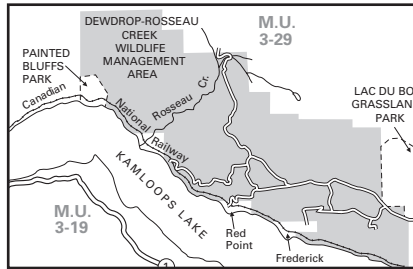 DEWDROP-ROSSEAU
CREEK
WILDLIFE
MANAGEMENT
AREA
M.U.
3-29
PAINTED
BLUFFS
PARK
LAC DU BO
GRASSLAN
PARK
Canadian
National
Railway
Rosseau Cr.
KAMLOOPS LAKE
M.U.
3-19
Red
Point
Frederick
1